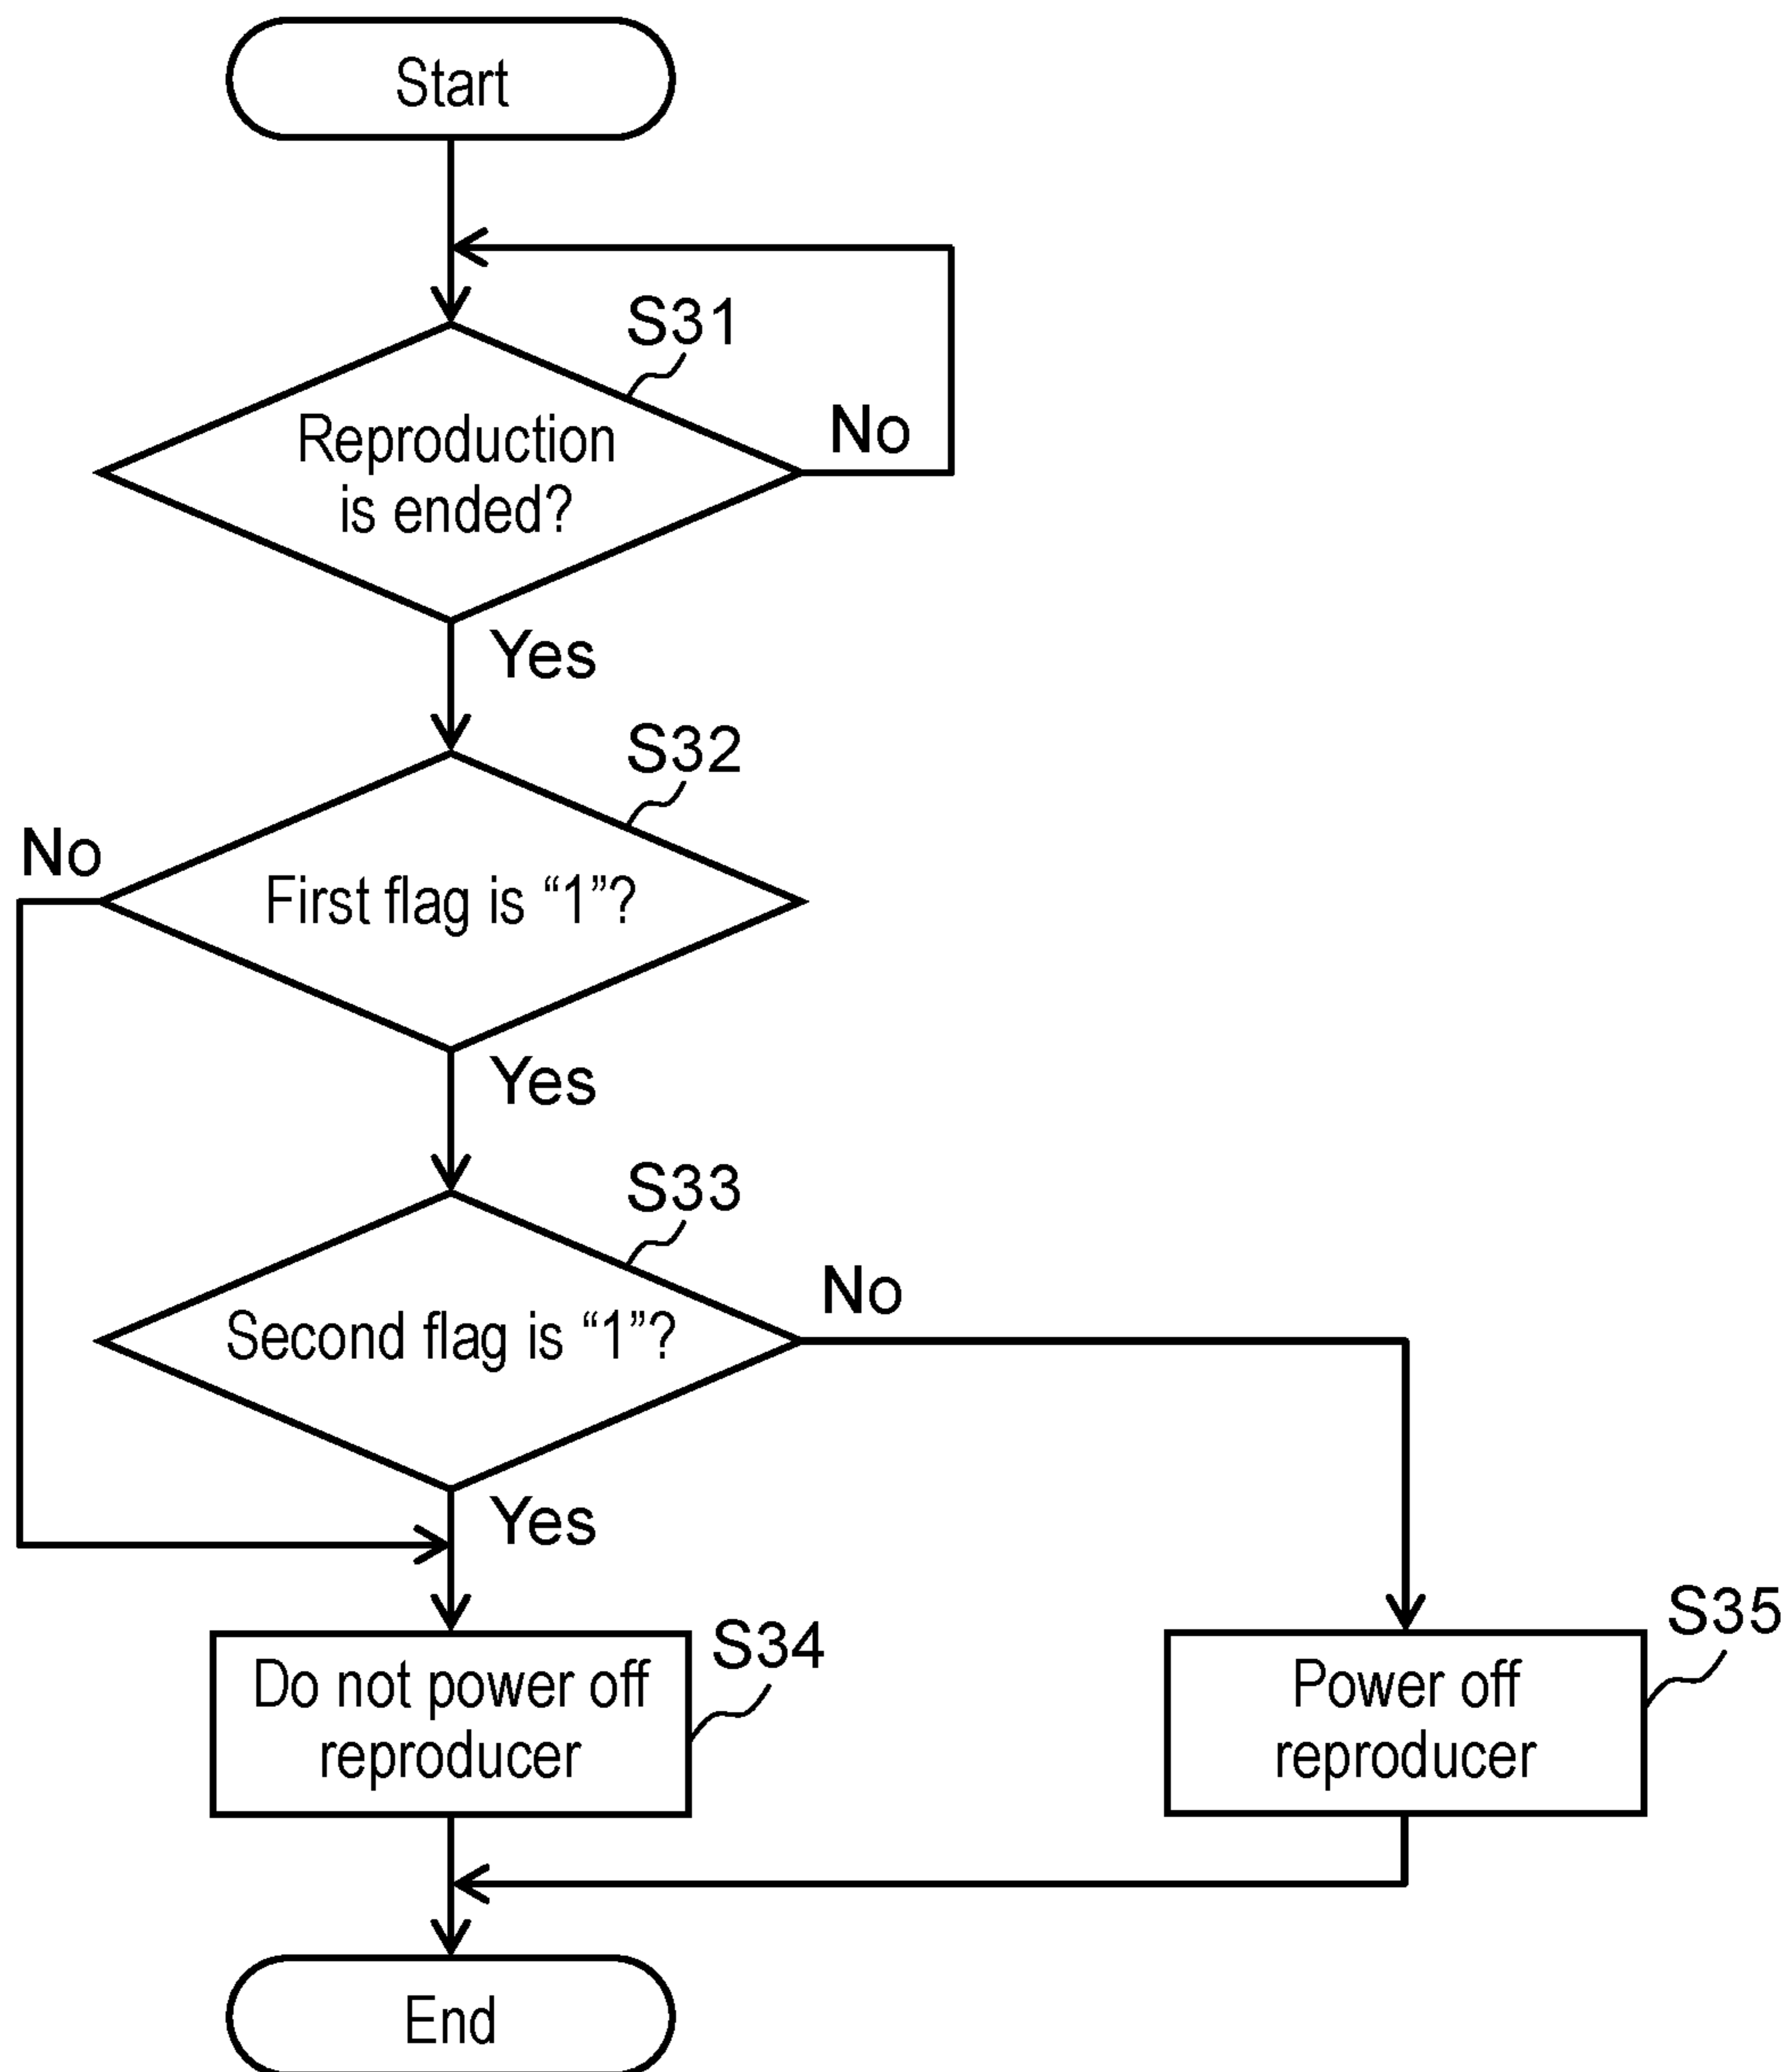 Start
S31
Reproduction
is ended?
No
Yes
S32
No
First flag is “1”?
Yes
S33
No
Second flag is “1”?
Yes
S34
Do not power off
reproducer
S35
Power off
reproducer
End